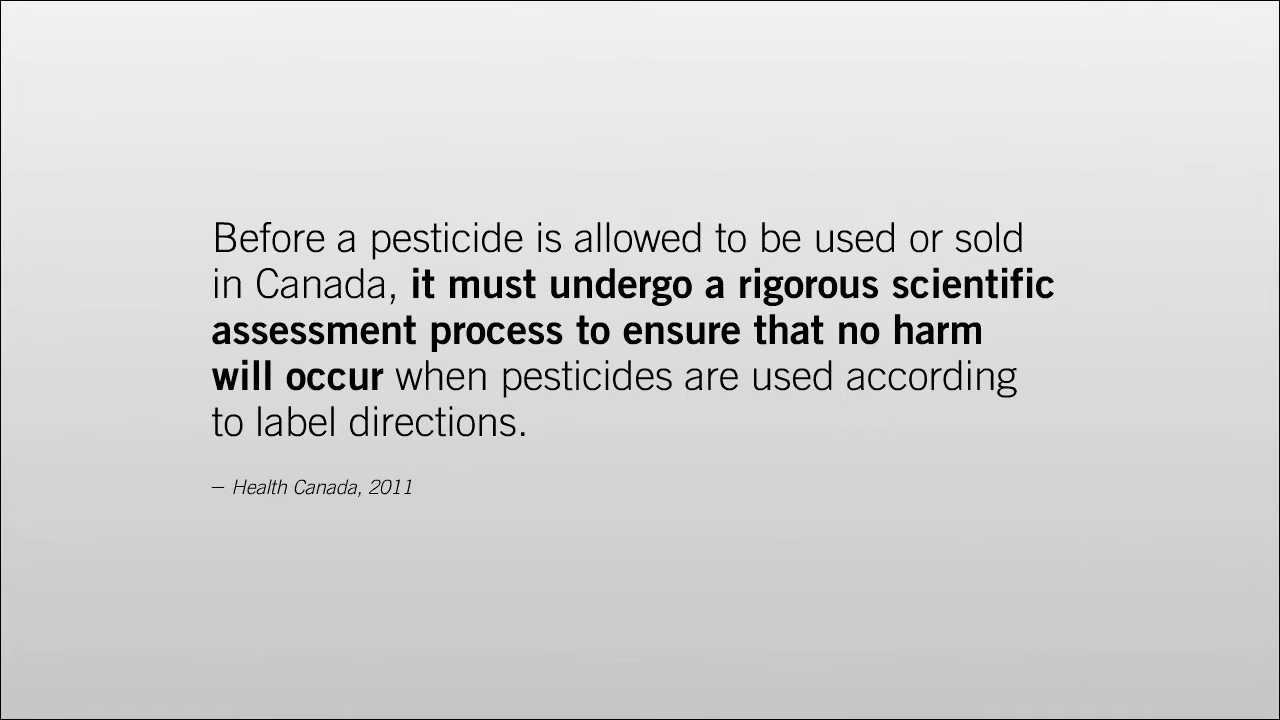 Before a pesticide is allowed to be used or sold
in Canada, it must undergo a rigorous scientific
assessment process to ensure that no harm
will occur when pesticides are used according
to label directions.
– Health Canada, 2011